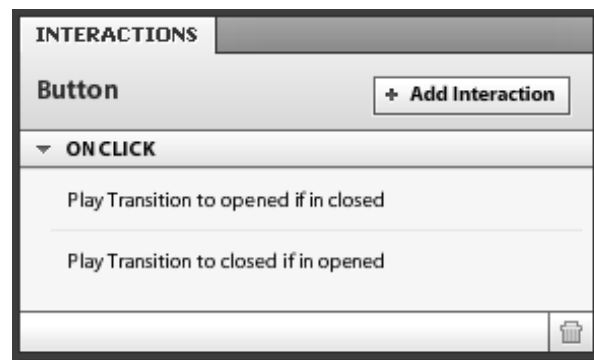 INTERACTIONS
Button
+ Add Interaction
ON CLICK
Play Transition to opened if in closed
Play Transition to closed if in opened